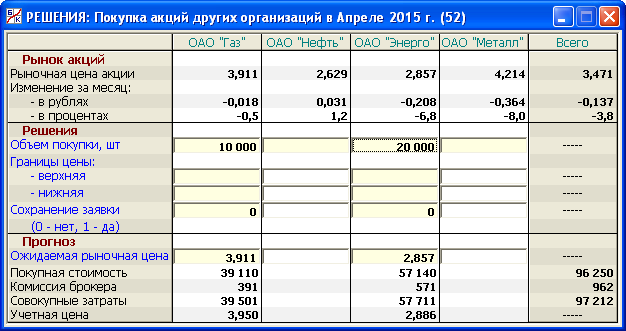 РЕШЕНИЯ: Покупка акций других организаций в Апреле 2015 г. (52)
ОАО "Газ" ОАО "Нефть" ОАО "Энерго" ОАО "Металл" Всего
Рынок акций
Рыночная цена акции 3,911 2,629 2,857 4,214 3,471
Изменение за месяц:
- в рублях -0,018 0,031 -0,208 -0,364 -0,137
- в процентах -0,5 1,2 -6,8 -8,0 -3,8
Решения
Объем покупки, шт 10 000 20 000 -----
Границы цены:
- верхняя -----
- нижняя -----
Сохранение заявки 0 0 -----
(0 - нет, 1 - да)
Прогноз
Ожидаемая рыночная цена 3,911 2,857 -----
Покупная стоимость 39 110 57 140 96 250
Комиссия брокера 391 571 962
Совокупные затраты 39 501 57 711 97 212
Учетная цена 3,950 2,886 -----